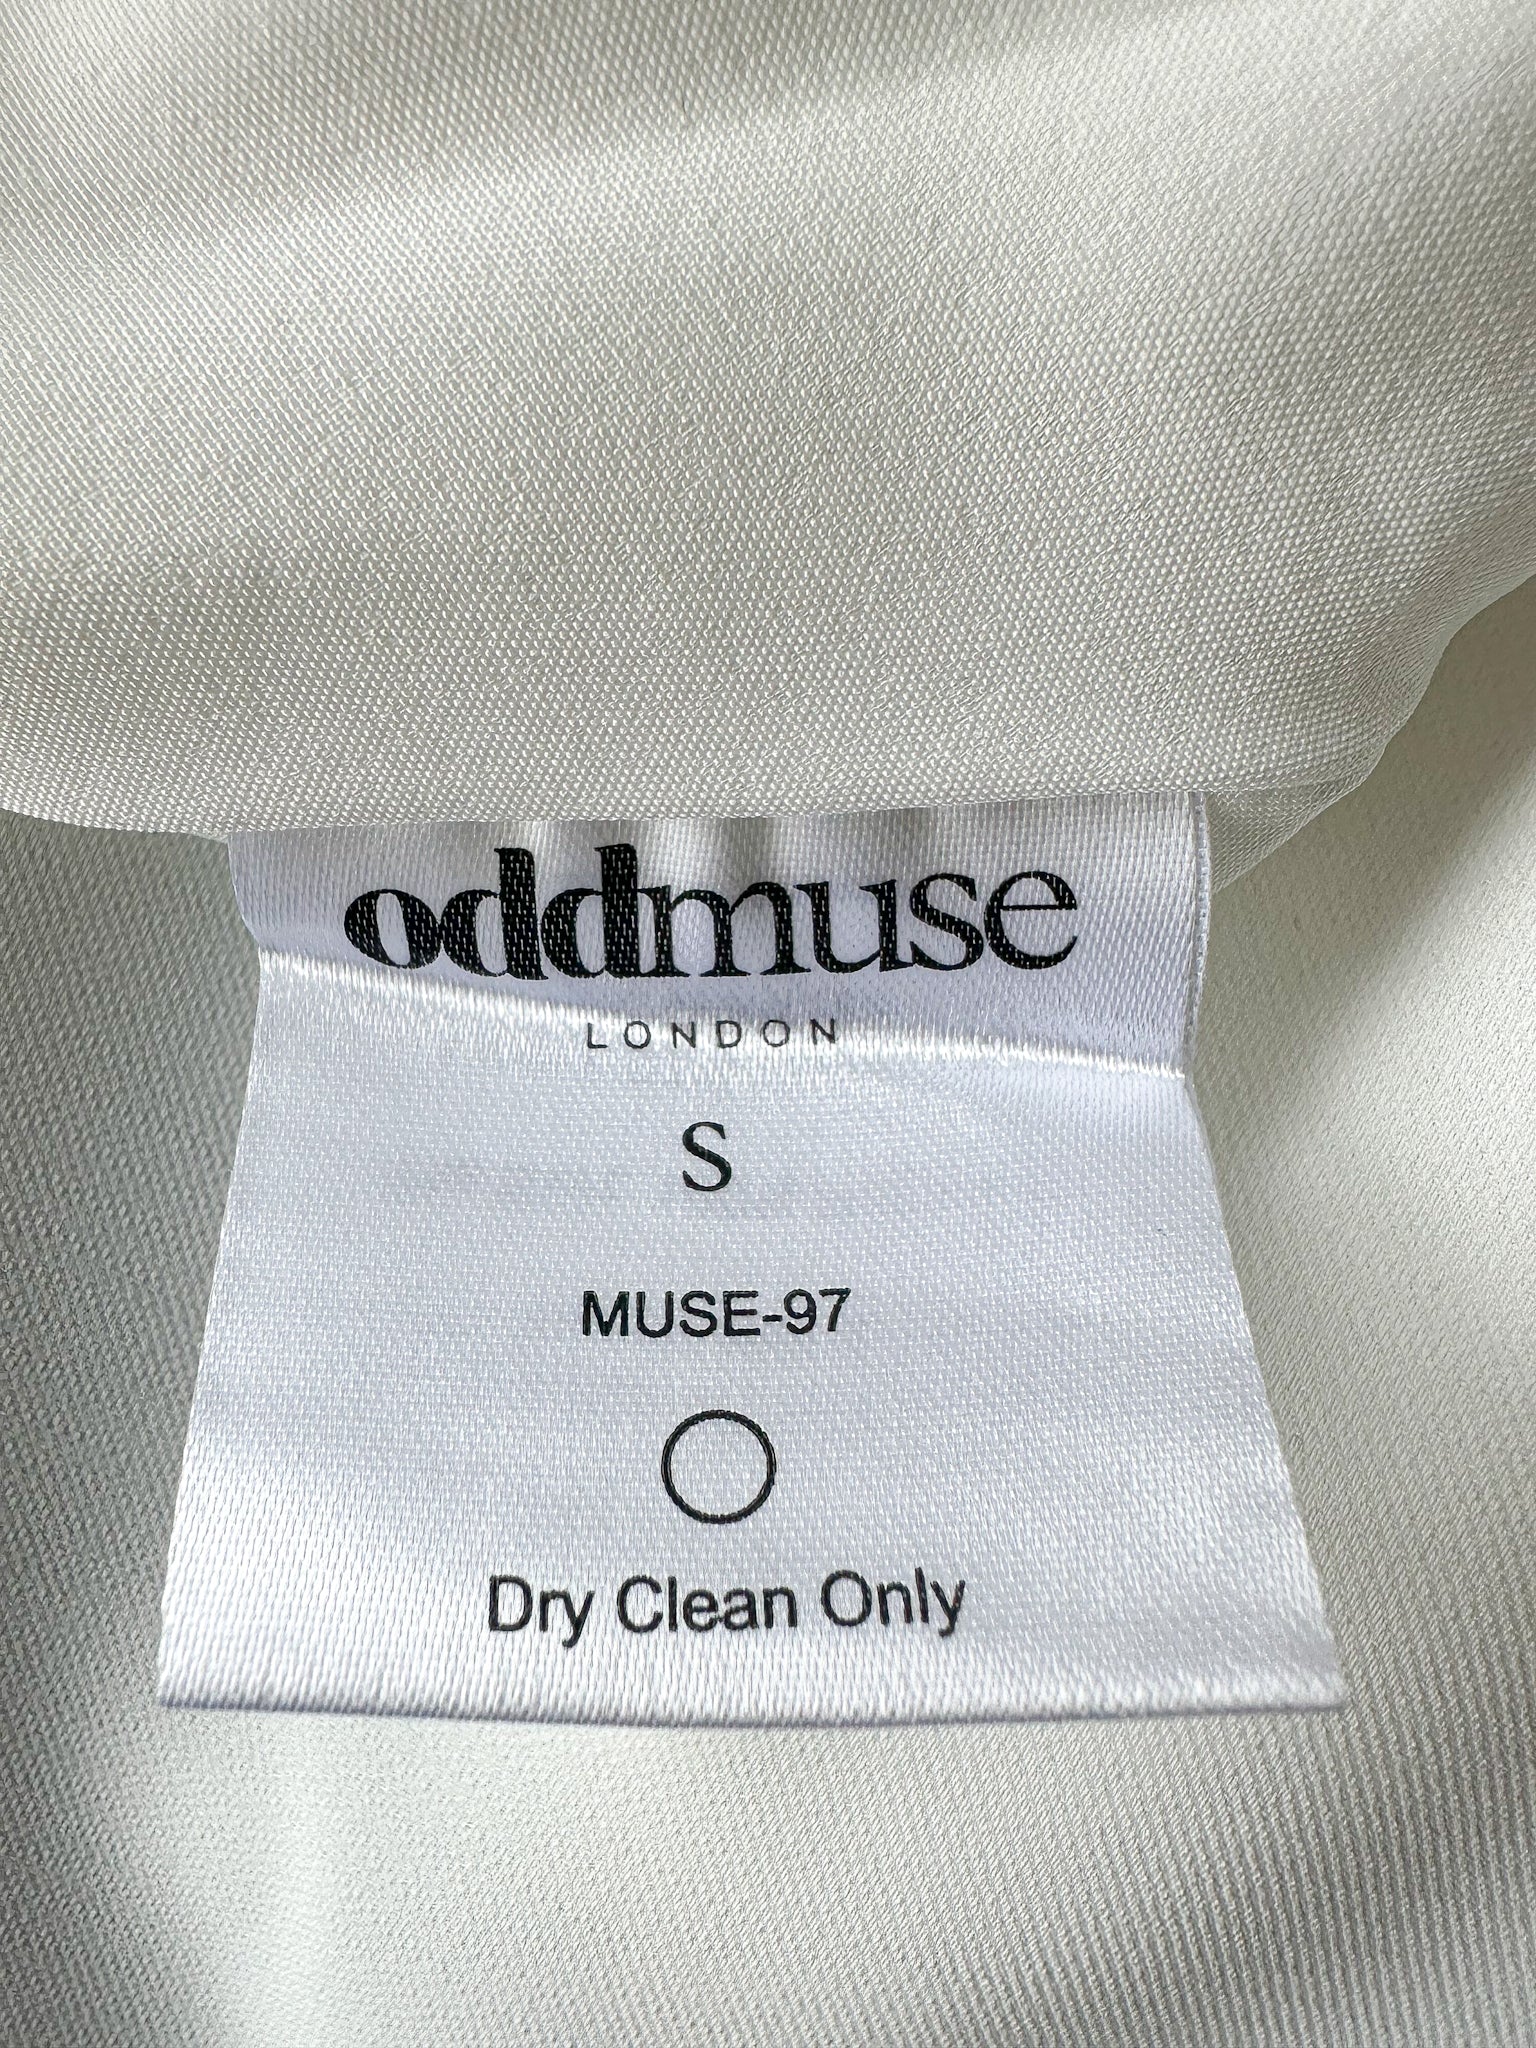 oddmuse
LONDON
S
MUSE-97
Dry Clean Only